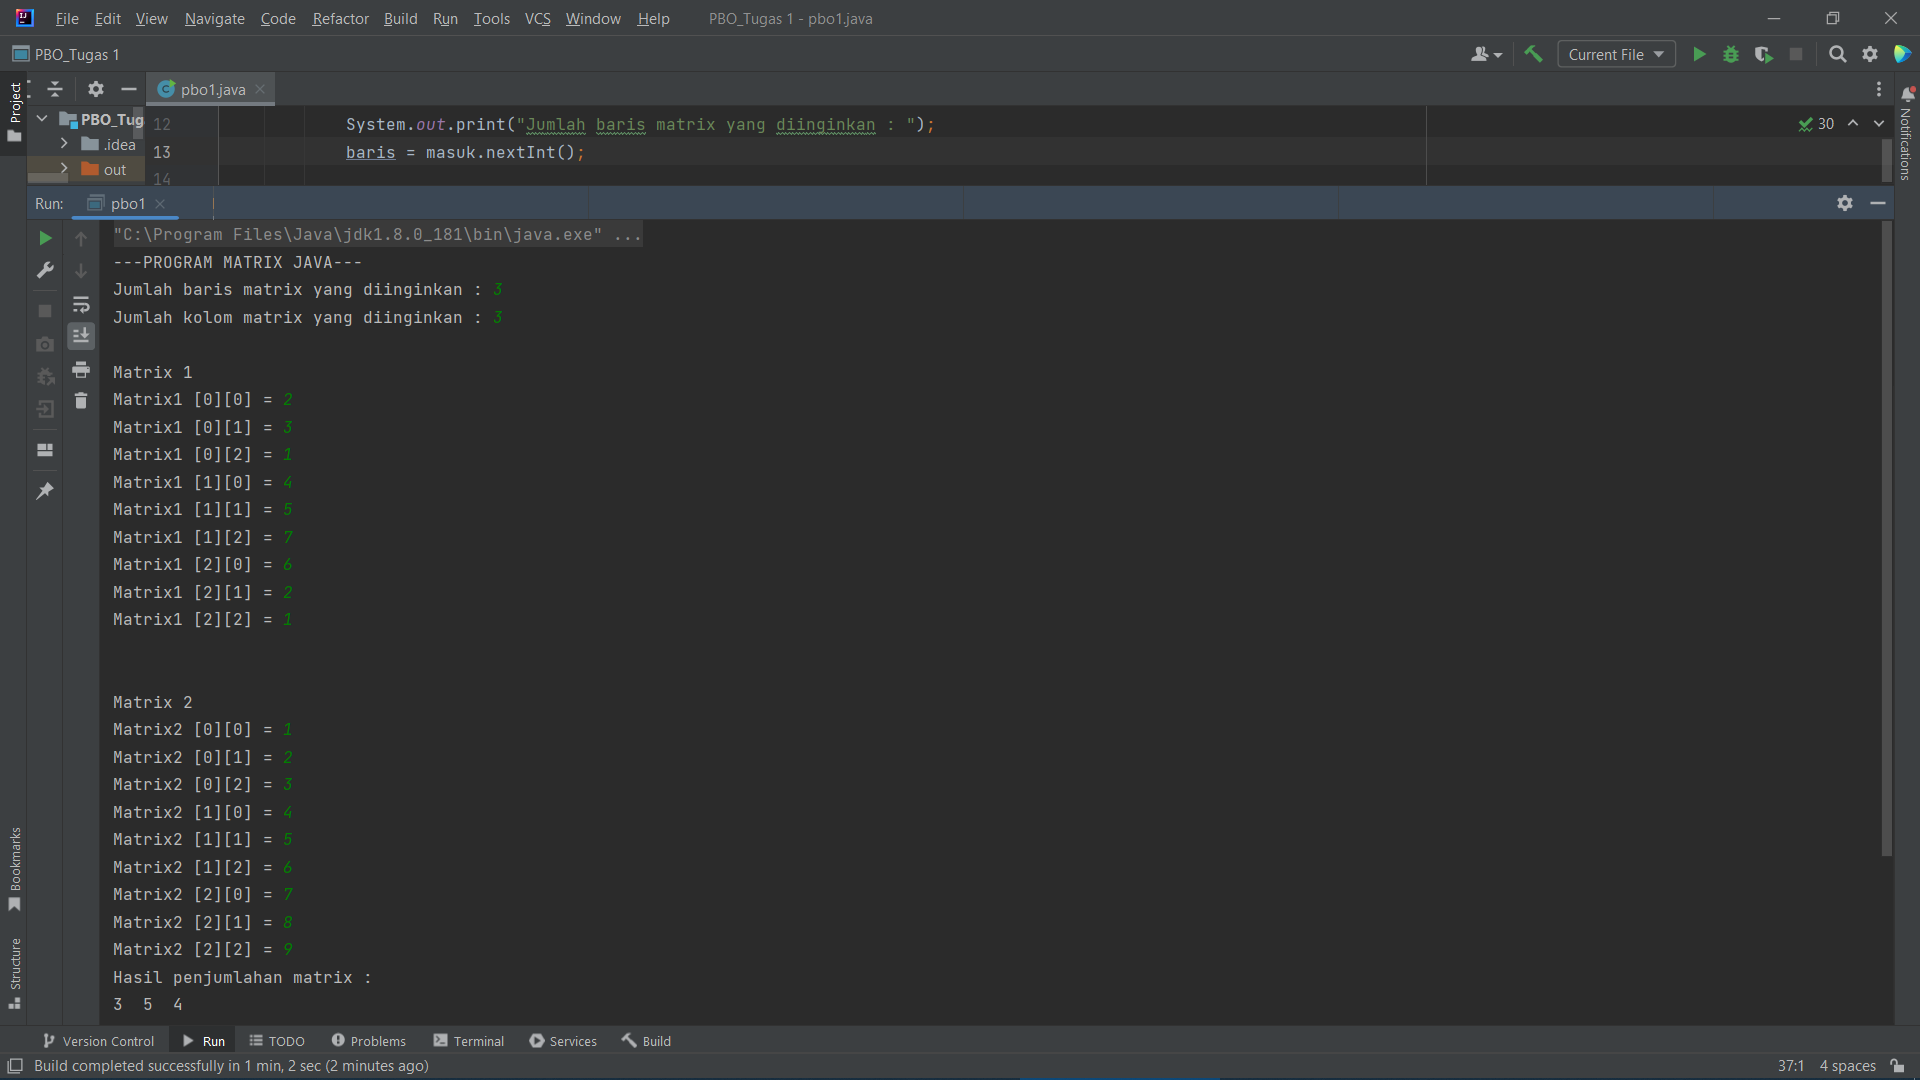 File Edit View Navigate Code Refactor Build Run Tools VCS Window Help PBO_Tugas 1 - pbo1.java
PBO_Tugas 1
Current File
Project
pbo1.java
PBO_Tug
.idea
out
12 System.out.print("Jumlah baris matrix yang diinginkan : ");
13 baris = masuk.nextInt();
14
30
Notifications
Run: pbo1
"C:\Program Files\Java\jdk1.8.0_181\bin\java.exe" ...
---PROGRAM MATRIX JAVA---
Jumlah baris matrix yang diinginkan : 3
Jumlah kolom matrix yang diinginkan : 3
Matrix 1
Matrix1 [0][0] = 2
Matrix1 [0][1] = 3
Matrix1 [0][2] = 1
Matrix1 [1][0] = 4
Matrix1 [1][1] = 5
Matrix1 [1][2] = 7
Matrix1 [2][0] = 6
Matrix1 [2][1] = 2
Matrix1 [2][2] = 1
Matrix 2
Matrix2 [0][0] = 1
Matrix2 [0][1] = 2
Matrix2 [0][2] = 3
Matrix2 [1][0] = 4
Matrix2 [1][1] = 5
Matrix2 [1][2] = 6
Matrix2 [2][0] = 7
Matrix2 [2][1] = 8
Matrix2 [2][2] = 9
Hasil penjumlahan matrix :
3 5 4
Bookmarks
Structure
Version Control Run TODO Problems Terminal Services Build
Build completed successfully in 1 min, 2 sec (2 minutes ago) 37:1 4 spaces